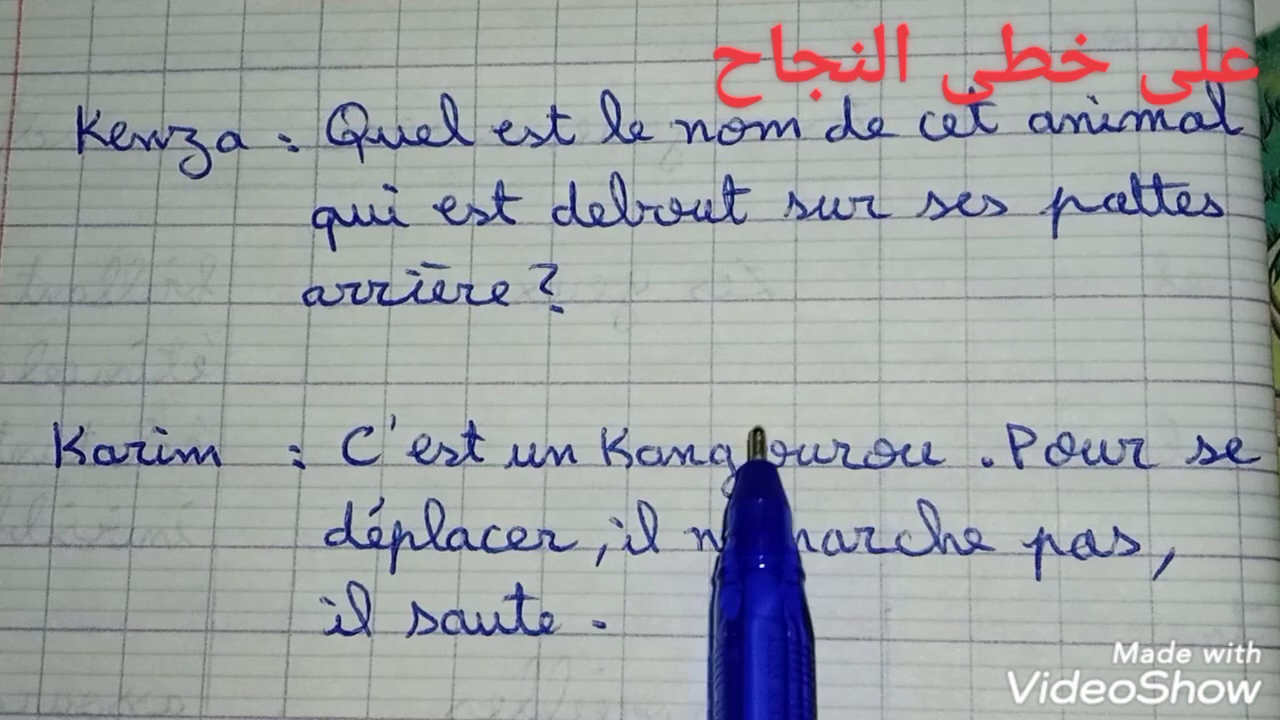 على خطى النجاح
Kenza : Quel est le nom de cet animal
qui est debout sur ses pattes
arrière ?
Karim : C'est un Kangourou . Pour se
déplacer , il marche pas ,
il saute .
Made with
VideoShow